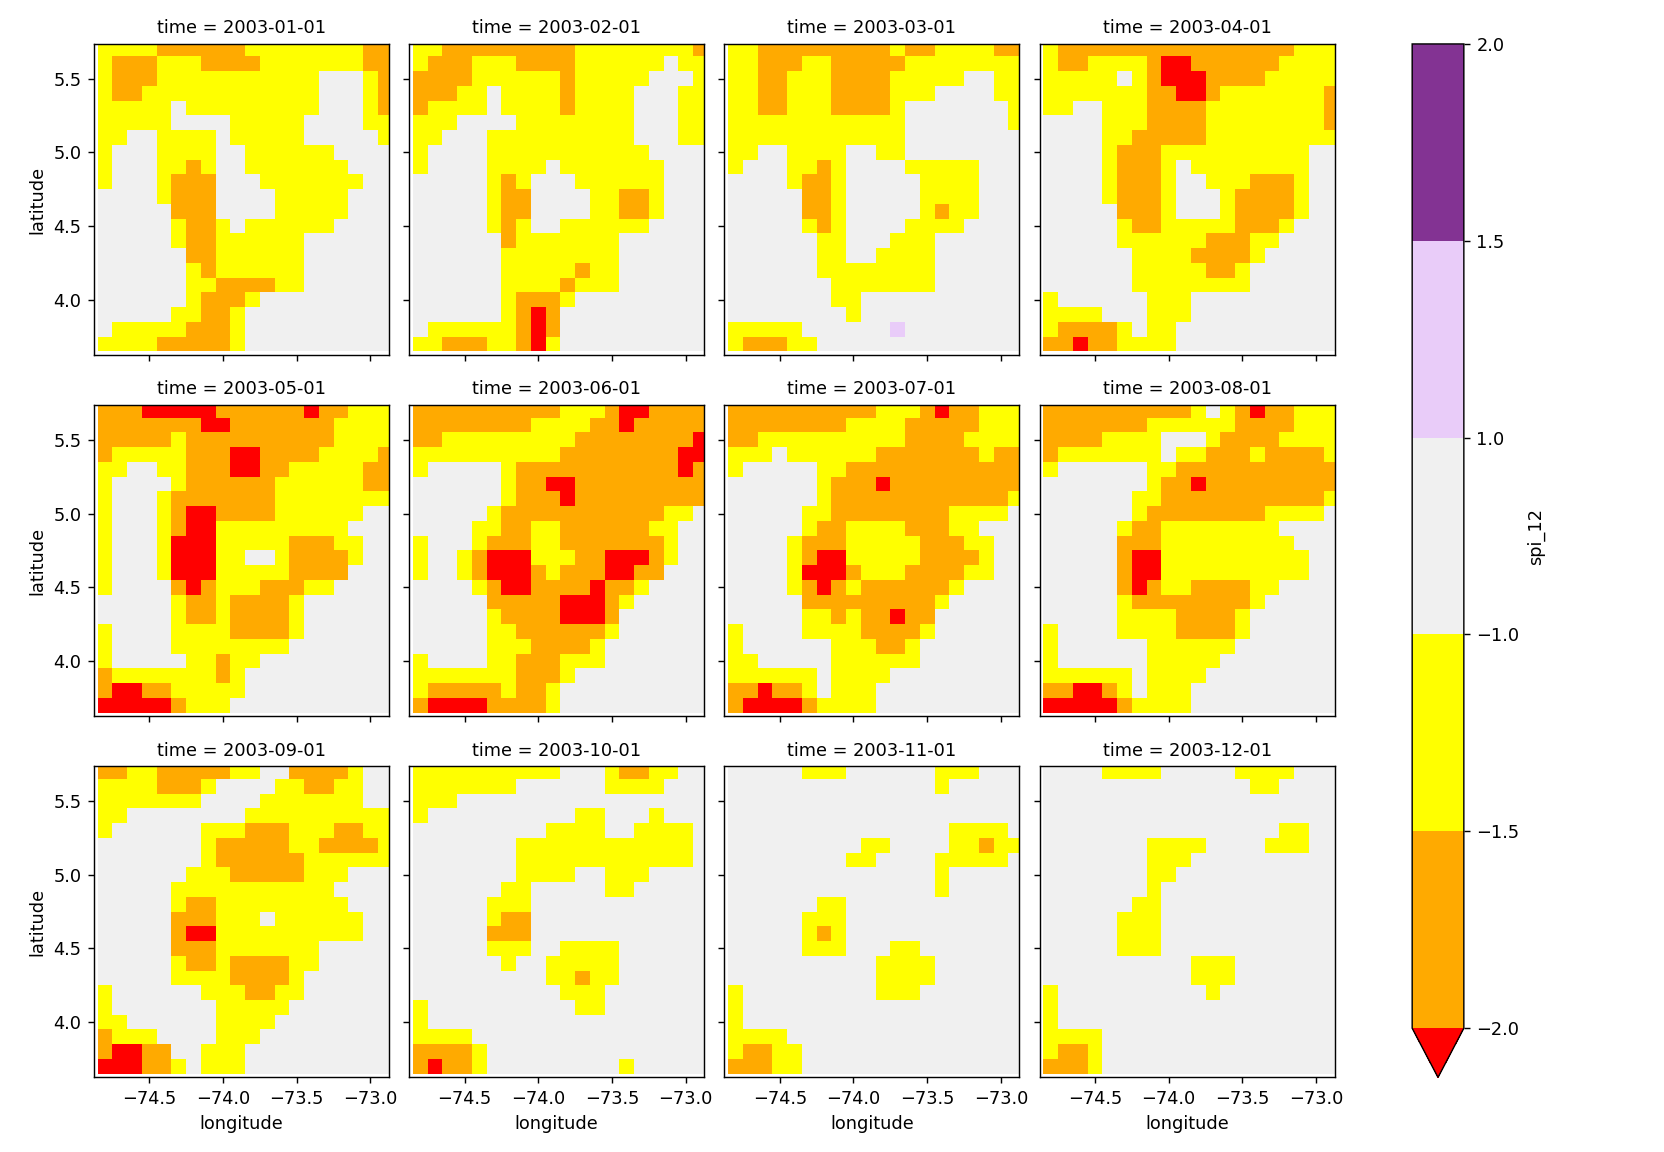 time = 2003-01-01
time = 2003-02-01
time = 2003-03-01
time = 2003-04-01
5.5
5.0
4.5
4.0
latitude
time = 2003-05-01
time = 2003-06-01
time = 2003-07-01
time = 2003-08-01
5.5
5.0
4.5
4.0
latitude
time = 2003-09-01
time = 2003-10-01
time = 2003-11-01
time = 2003-12-01
5.5
5.0
4.5
4.0
latitude
−74.5 −74.0 −73.5 −73.0
longitude
−74.5 −74.0 −73.5 −73.0
longitude
−74.5 −74.0 −73.5 −73.0
longitude
−74.5 −74.0 −73.5 −73.0
longitude
2.0
1.5
1.0
−1.0
−1.5
−2.0
spi_12